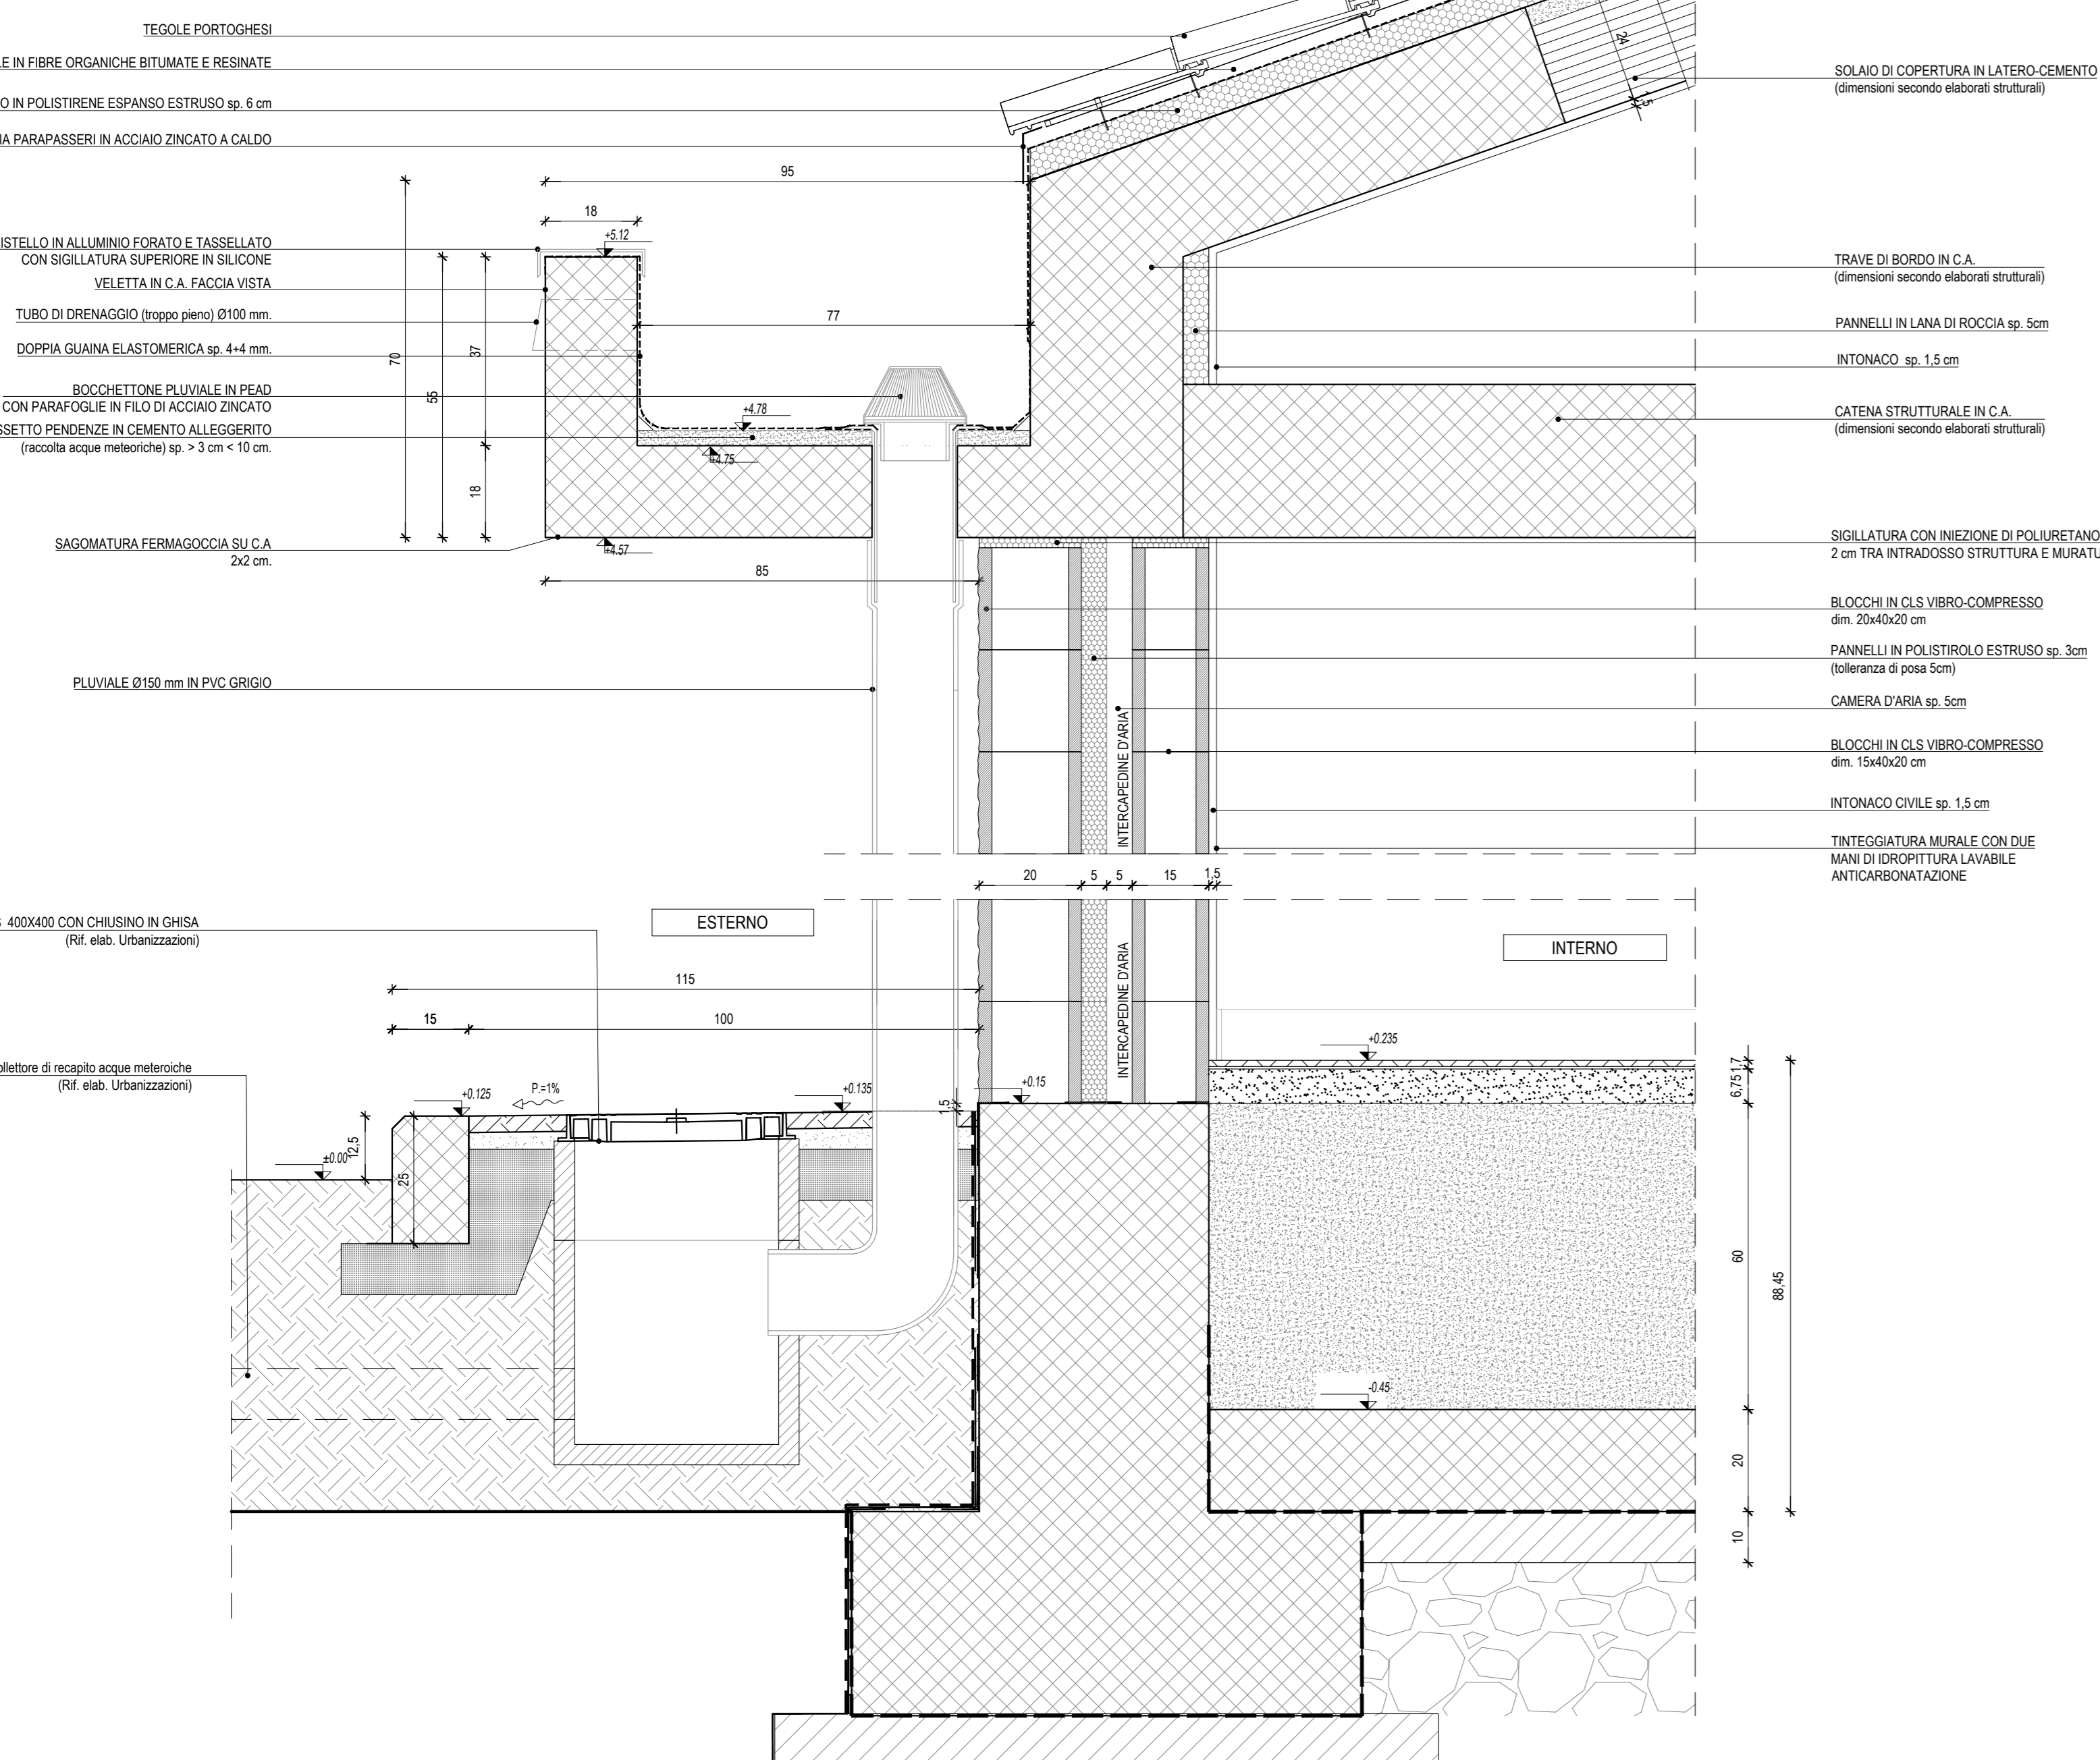 TEGOLE PORTOGHESI
IN FIBRE ORGANICHE BITUMATE E RESINATE
IN POLISTIRENE ESPANSO ESTRUSO sp. 6 cm
PARAPASSERI IN ACCIAIO ZINCATO A CALDO
IN ALLUMINIO FORATO E TASSELLATO
CON SIGILLATURA SUPERIORE IN SILICONE
VELETTA IN C.A. FACCIA VISTA
TUBO DI DRENAGGIO (troppo pieno) Ø100 mm.
DOPPIA GUAINA ELASTOMERICA sp. 4+4 mm.
BOCCHETTONE PLUVIALE IN PEAD
CON PARAFOGLIE IN FILO DI ACCIAIO ZINCATO
PENDENZE IN CEMENTO ALLEGGERITO
(raccolta acque meteoriche) sp. > 3 cm < 10 cm.
SAGOMATURA FERMAGOCCIA SU C.A
2x2 cm.
PLUVIALE Ø150 mm IN PVC GRIGIO
400X400 CON CHIUSINO IN GHISA
(Rif. elab. Urbanizzazioni)
di recapito acque meteroiche
(Rif. elab. Urbanizzazioni)
95
18
+5.12
77
70
55
37
18
+4.78
+4.75
+4.57
85
24
1,5
SOLAIO DI COPERTURA IN LATERO-CEMENTO
(dimensioni secondo elaborati strutturali)
TRAVE DI BORDO IN C.A.
(dimensioni secondo elaborati strutturali)
PANNELLI IN LANA DI ROCCIA sp. 5cm
INTONACO sp. 1,5 cm
CATENA STRUTTURALE IN C.A.
(dimensioni secondo elaborati strutturali)
SIGILLATURA CON INIEZIONE DI POLIURETANO
2 cm TRA INTRADOSSO STRUTTURA E
BLOCCHI IN CLS VIBRO-COMPRESSO
dim. 20x40x20 cm
PANNELLI IN POLISTIROLO ESTRUSO sp. 3cm
(tolleranza di posa 5cm)
CAMERA D'ARIA sp. 5cm
BLOCCHI IN CLS VIBRO-COMPRESSO
dim. 15x40x20 cm
INTONACO CIVILE sp. 1,5 cm
TINTEGGIATURA MURALE CON DUE
MANI DI IDROPITTURA LAVABILE
ANTICARBONATAZIONE
INTERCAPEDINE D'ARIA
20 5 5 15 1,5
ESTERNO
INTERNO
INTERCAPEDINE D'ARIA
115
15 100
+0.125
P.=1%
+0.135
1,5
+0.15
+0.235
±0.00
12,5
25
-0.45
1,7
6,75
60
88,45
20
10